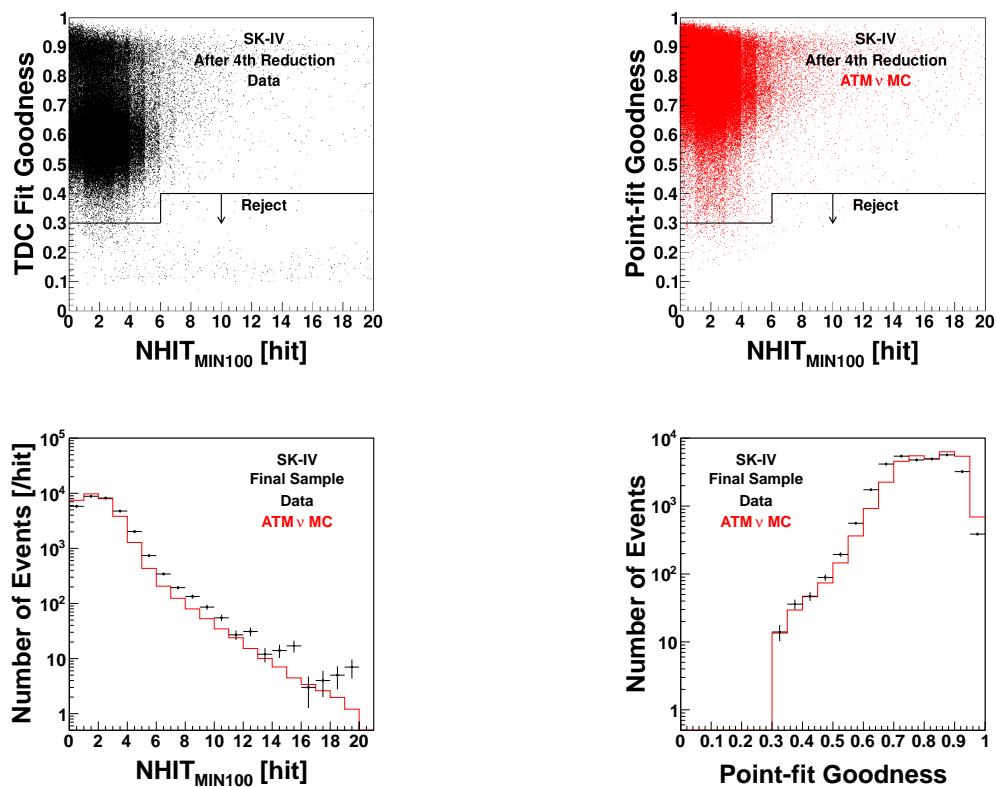 TDC Fit Goodness
1
0.9
0.8
0.7
0.6
0.5
0.4
0.3
0.2
0.1
0
SK-IV
After 4th Reduction
Data
Reject
0 2 4 6 8 10 12 14 16 18 20
NHIT_MIN100 [hit]
Point-fit Goodness
1
0.9
0.8
0.7
0.6
0.5
0.4
0.3
0.2
0.1
0
SK-IV
After 4th Reduction
ATM ν MC
Reject
0 2 4 6 8 10 12 14 16 18 20
NHIT_MIN100 [hit]
Number of Events [/hit]
10^5
10^4
10^3
10^2
10
1
SK-IV
Final Sample
Data
ATM ν MC
0 2 4 6 8 10 12 14 16 18 20
NHIT_MIN100 [hit]
Number of Events
10^4
10^3
10^2
10
1
SK-IV
Final Sample
Data
ATM ν MC
0 0.1 0.2 0.3 0.4 0.5 0.6 0.7 0.8 0.9 1
Point-fit Goodness